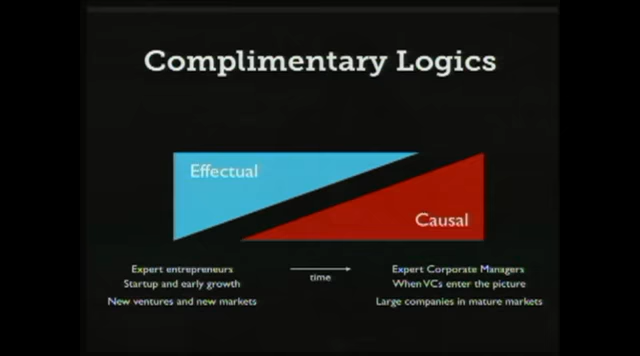 Complimentary Logics
Effectual
Causal
Expert entrepreneurs
Startup and early growth
New ventures and new markets
time
Expert Corporate Managers
When VCs enter the picture
Large companies in mature markets